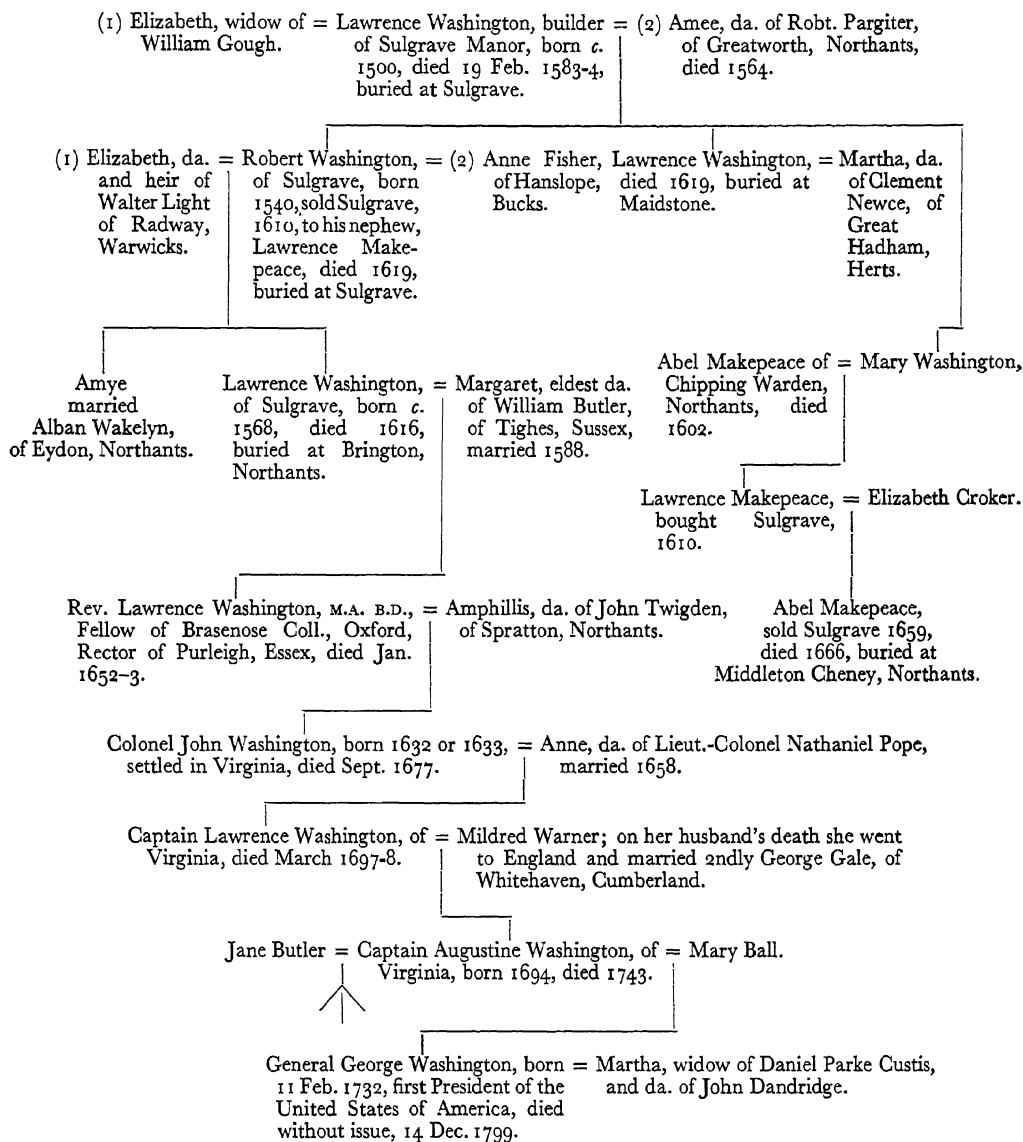 (1) Elizabeth, widow of = Lawrence Washington, builder = (2) Amee, da. of Robt. Pargiter,
William Gough. of Sulgrave Manor, born c. of Greatworth, Northants,
1500, died 19 Feb. 1583-4, died 1564.
buried at Sulgrave.
(1) Elizabeth, da. = Robert Washington, = (2) Anne Fisher, Lawrence Washington, = Martha, da.
and heir of of Sulgrave, born of Hanslope, died 1619, buried at of Clement
Walter Light 1540, sold Sulgrave, Bucks. Maidstone. Newce, of
of Radway, 1610, to his nephew, Great
Warwicks. Lawrence Make- Hadham,
peace, died 1619, Herts.
buried at Sulgrave.
Abel Makepeace of = Mary Washington,
Chipping Warden,
Northants, died
1602.
Amye Lawrence Washington, = Margaret, eldest da.
married of Sulgrave, born c. of William Butler,
Alban Wakelyn, 1568, died 1616, of Tighes, Sussex,
of Eydon, Northants. buried at Brington, married 1588.
Northants.
Lawrence Makepeace, = Elizabeth Croker.
bought Sulgrave,
1610.
Rev. Lawrence Washington, M.A. B.D., = Amphillis, da. of John Twigden,
Fellow of Brasenose Coll., Oxford, of Spratton, Northants.
Rector of Purleigh, Essex, died Jan.
1652-3.
Abel Makepeace,
sold Sulgrave 1659,
died 1666, buried at
Middleton Cheney, Northants.
Colonel John Washington, born 1632 or 1633, = Anne, da. of Lieut.-Colonel Nathaniel Pope,
settled in Virginia, died Sept. 1677. married 1658.
Captain Lawrence Washington, of = Mildred Warner; on her husband's death she went
Virginia, died March 1697-8. to England and married 2ndly George Gale, of
Whitehaven, Cumberland.
Jane Butler = Captain Augustine Washington, of = Mary Ball.
Virginia, born 1694, died 1743.
General George Washington, born = Martha, widow of Daniel Parke Custis,
11 Feb. 1732, first President of the and da. of John Dandridge.
United States of America, died
without issue, 14 Dec. 1799.